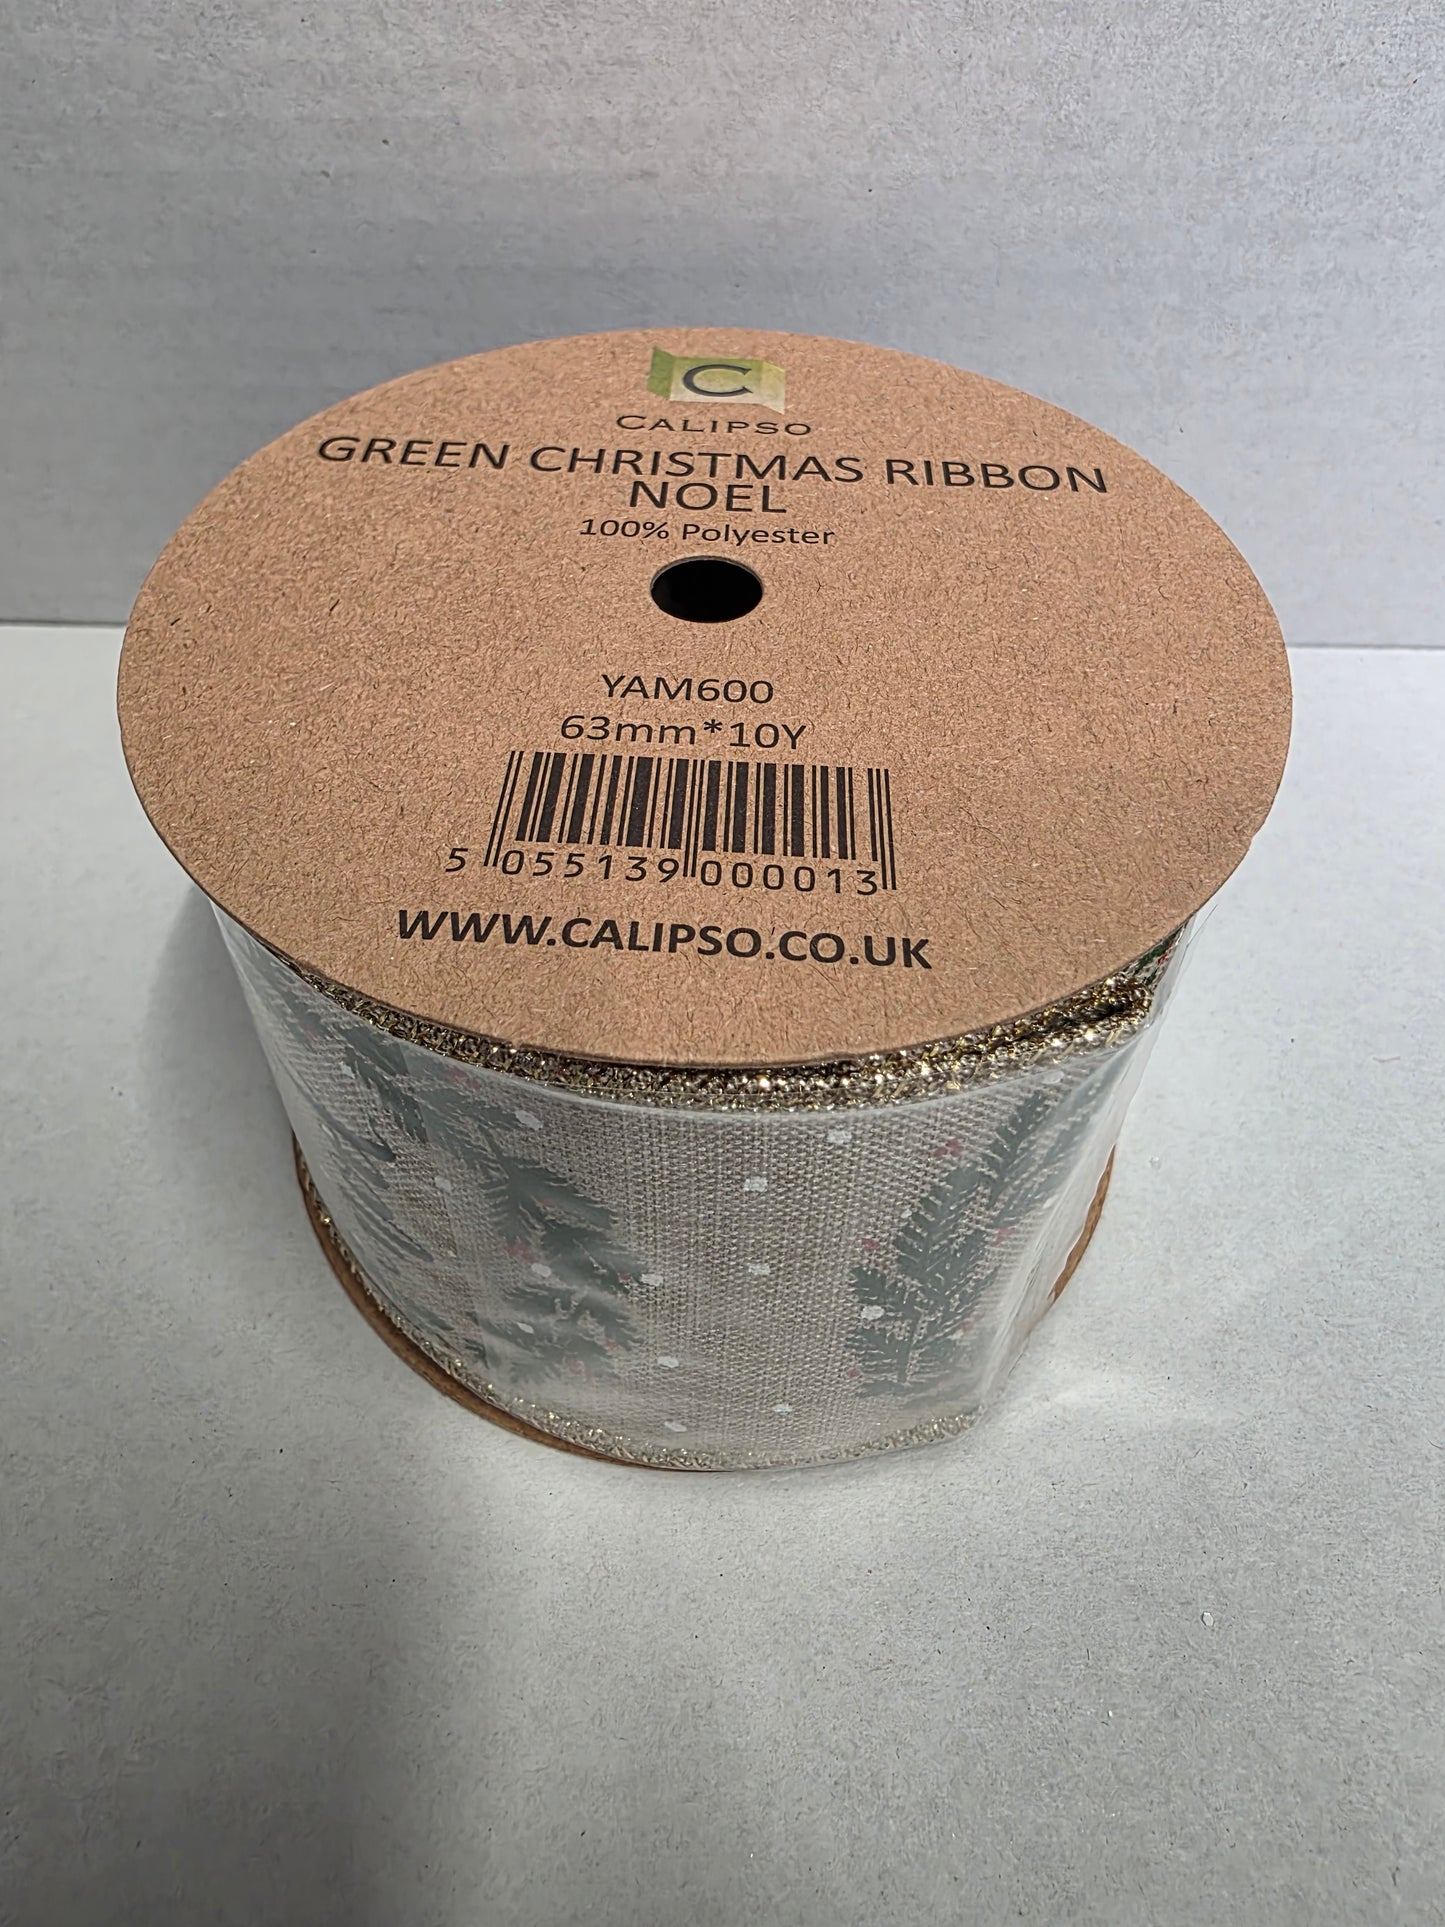 C
CALIPSO
GREEN CHRISTMAS RIBBON
NOEL
100% Polyester
YAM600
63mm*10Y
5 055139 000013
WWW.CALIPSO.CO.UK